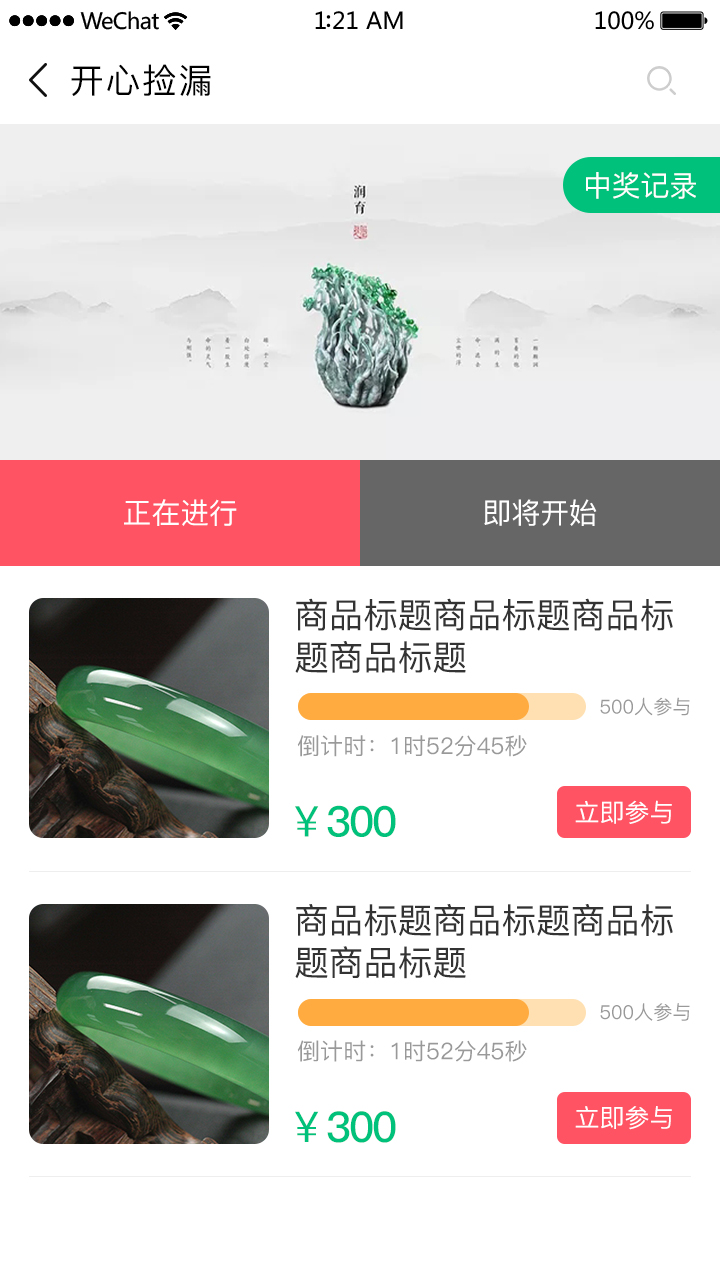 WeChat 1:21 AM 100%
开心捡漏
中奖记录
润育
正在进行 即将开始
商品标题商品标题商品标
题商品标题
500人参与
倒计时：1时52分45秒
¥300 立即参与
商品标题商品标题商品标
题商品标题
500人参与
倒计时：1时52分45秒
¥300 立即参与